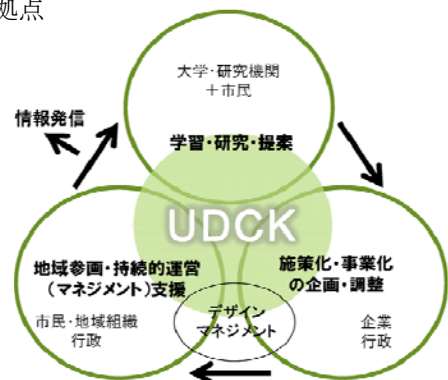 拠点
大学・研究機関
＋市民
情報発信
学習・研究・提案
UDCK
地域参画・持続的運営
（マネジメント）支援
市民・地域組織
行政
施策化・事業化
の企画・調整
企業
行政
デザイン
マネジメント